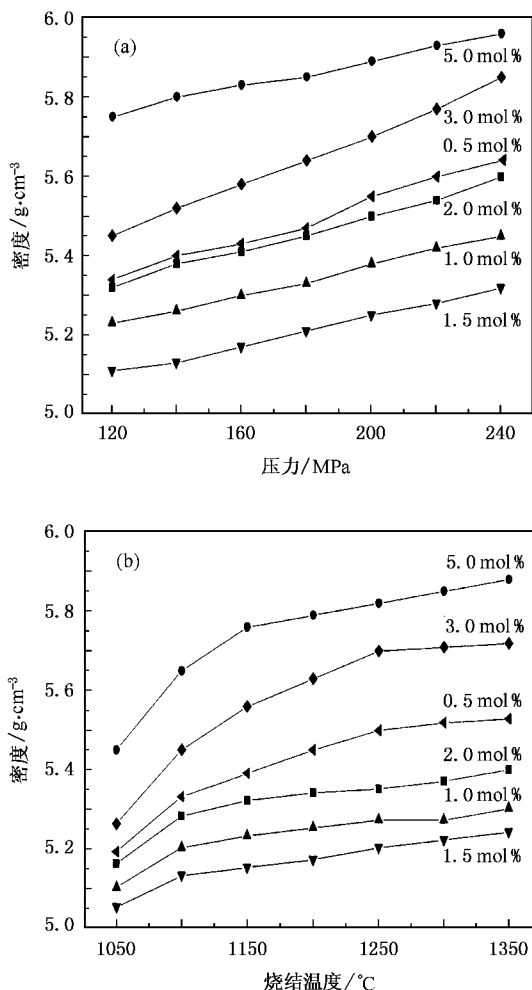 (a)
6.0
5.8
5.6
5.4
5.2
5.0
密度/g·cm⁻³
5.0 mol%
3.0 mol%
0.5 mol%
2.0 mol%
1.0 mol%
1.5 mol%
120
160
200
240
压力/MPa
(b)
6.0
5.8
5.6
5.4
5.2
5.0
密度/g·cm⁻³
5.0 mol%
3.0 mol%
0.5 mol%
2.0 mol%
1.0 mol%
1.5 mol%
1050
1150
1250
1350
烧结温度/℃